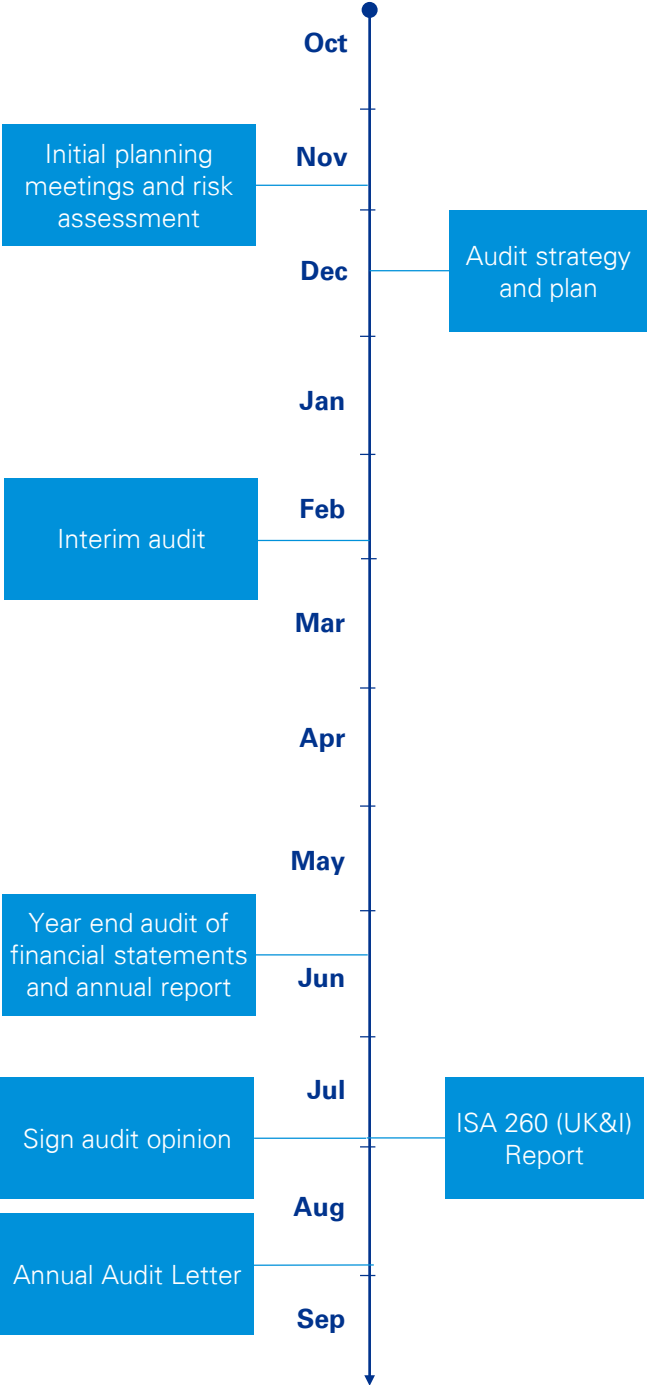 Oct
Nov
Initial planning
meetings and risk
assessment
Dec
Audit strategy
and plan
Jan
Feb
Interim audit
Mar
Apr
May
Year end audit of
financial statements
and annual report
Jun
Jul
Sign audit opinion
ISA 260 (UK&I)
Report
Aug
Annual Audit Letter
Sep